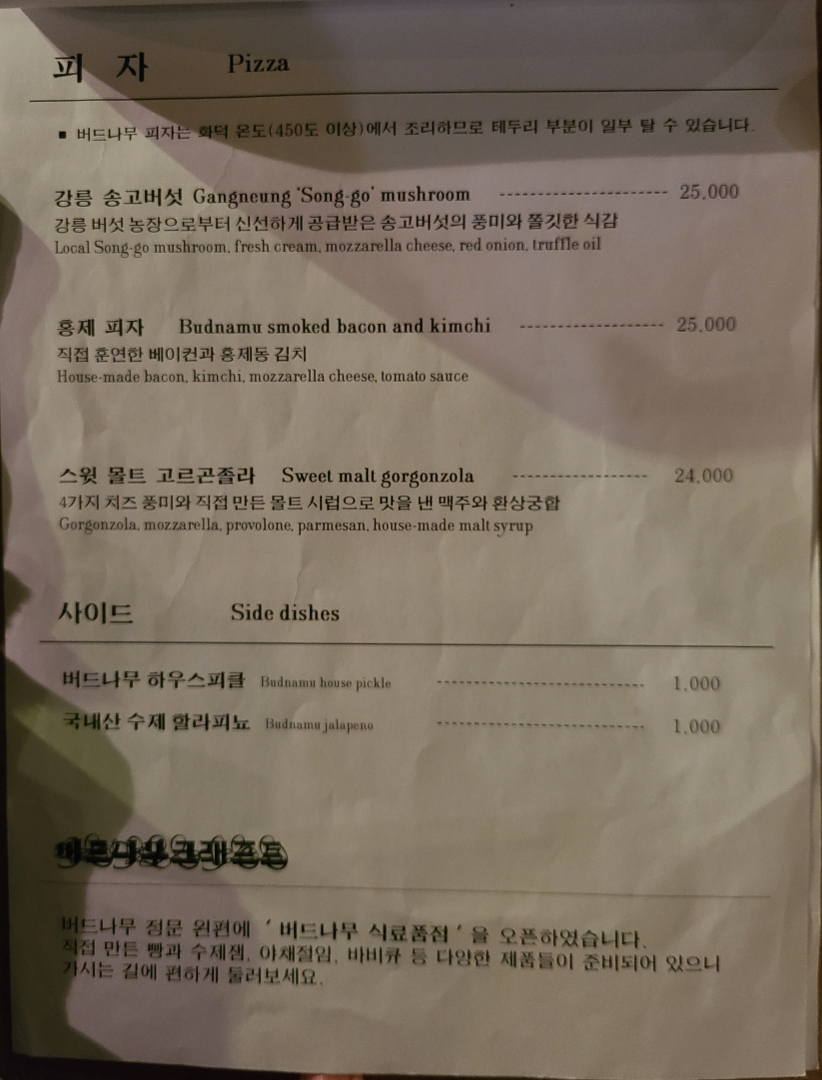 피 자 Pizza
■ 버드나무 피자는 화덕 온도(450도 이상)에서 조리하므로 테두리 부분이 일부 탈 수 있습니다.
강릉 송고버섯 Gangneung 'Song-go' mushroom -------------------- 25,000
강릉 버섯 농장으로부터 신선하게 공급받은 송고버섯의 풍미와 쫄깃한 식감
Local Song-go mushroom, fresh cream, mozzarella cheese, red onion, truffle oil
홍제 피자 Budnamu smoked bacon and kimchi ----------------- 25,000
직접 훈연한 베이컨과 홍제동 김치
House-made bacon, kimchi, mozzarella cheese, tomato sauce
스윗 몰트 고르곤졸라 Sweet malt gorgonzola ---------------- 24,000
4가지 치즈 풍미와 직접 만든 몰트 시럽으로 맛을 낸 맥주와 환상궁합
Gorgonzola, mozzarella, provolone, parmesan, house-made malt syrup
사이드 Side dishes
버드나무 하우스피클 Budnamu house pickle ------------------------ 1,000
국내산 수제 할라피뇨 Budnamu jalapeno ------------------------ 1,000
버드나무 정문 왼편에 ' 버드나무 식료품점 ' 을 오픈하였습니다.
직접 만든 빵과 수제잼, 야채절임, 바비큐 등 다양한 제품들이 준비되어 있으니
가시는 길에 편하게 둘러보세요.